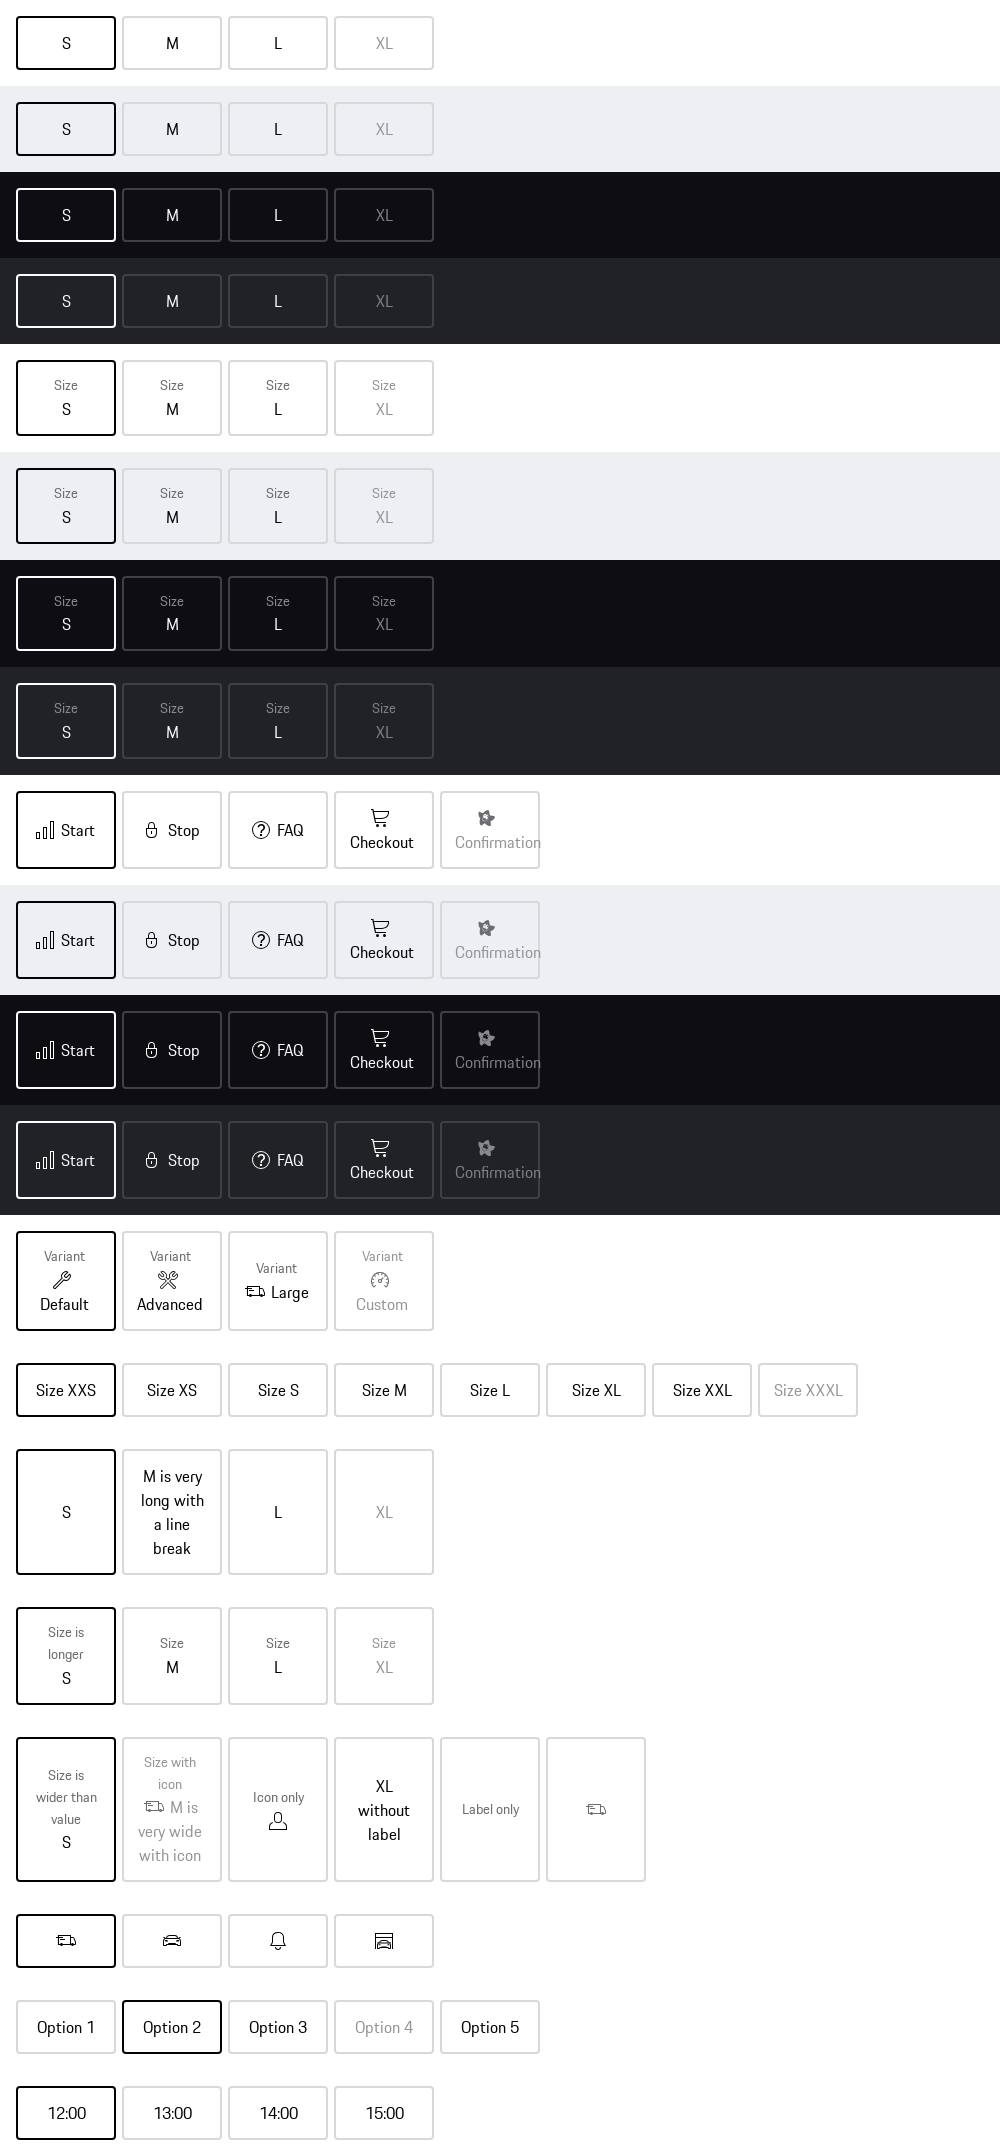 S M L XL
S M L XL
S M L XL
S M L XL
Size Size Size Size
S M L XL
Size Size Size Size
S M L XL
Size Size Size Size
S M L XL
Size Size Size Size
S M L XL
Start Stop FAQ Checkout Confirmation
Start Stop FAQ Checkout Confirmation
Start Stop FAQ Checkout Confirmation
Start Stop FAQ Checkout Confirmation
Variant
Default
Variant
Advanced
Variant
Large
Variant
Custom
Size XXS Size XS Size S Size M Size L Size XL Size XXL Size XXXL
S
M is very
long with
a line
break
L
XL
Size is
longer
S
Size
M
Size
L
Size
XL
Size is
wider than
value
S
Size with
icon
M is
very wide
with icon
Icon only
XL
without
label
Label only
Option 1 Option 2 Option 3 Option 4 Option 5
12:00 13:00 14:00 15:00